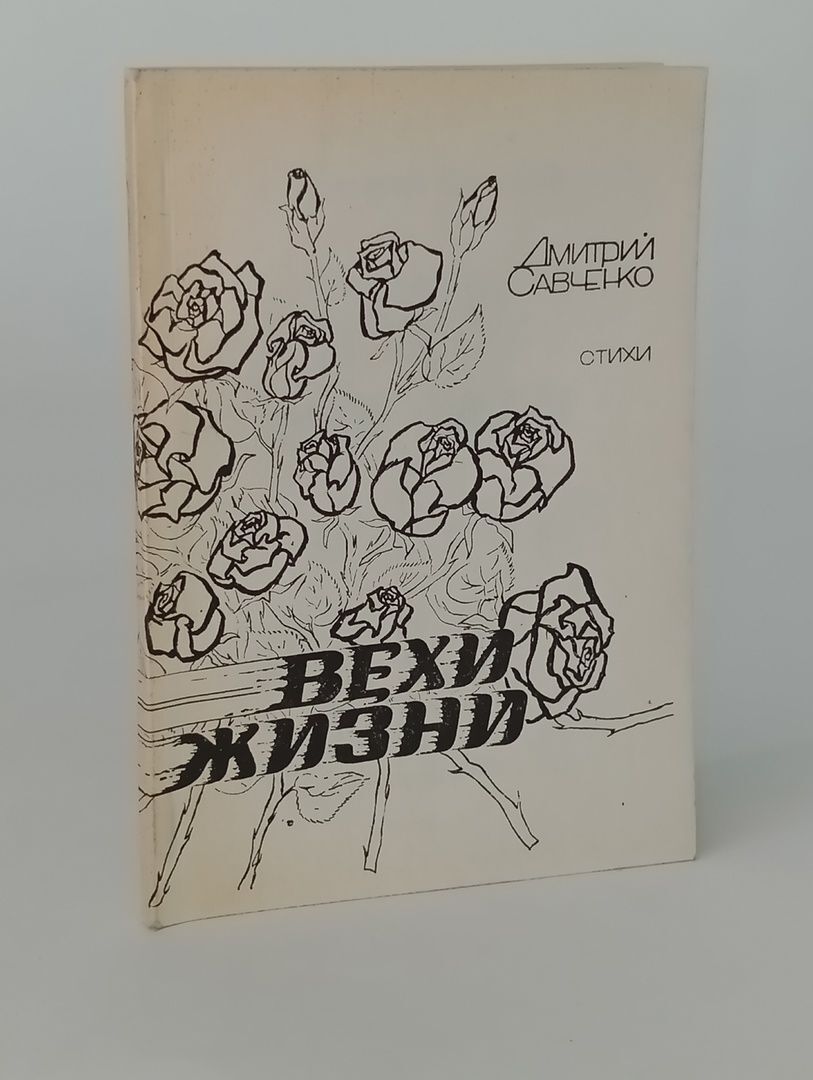 Дмитрий
Савченко
стихи
ВЕХИ
ЖИЗНИ